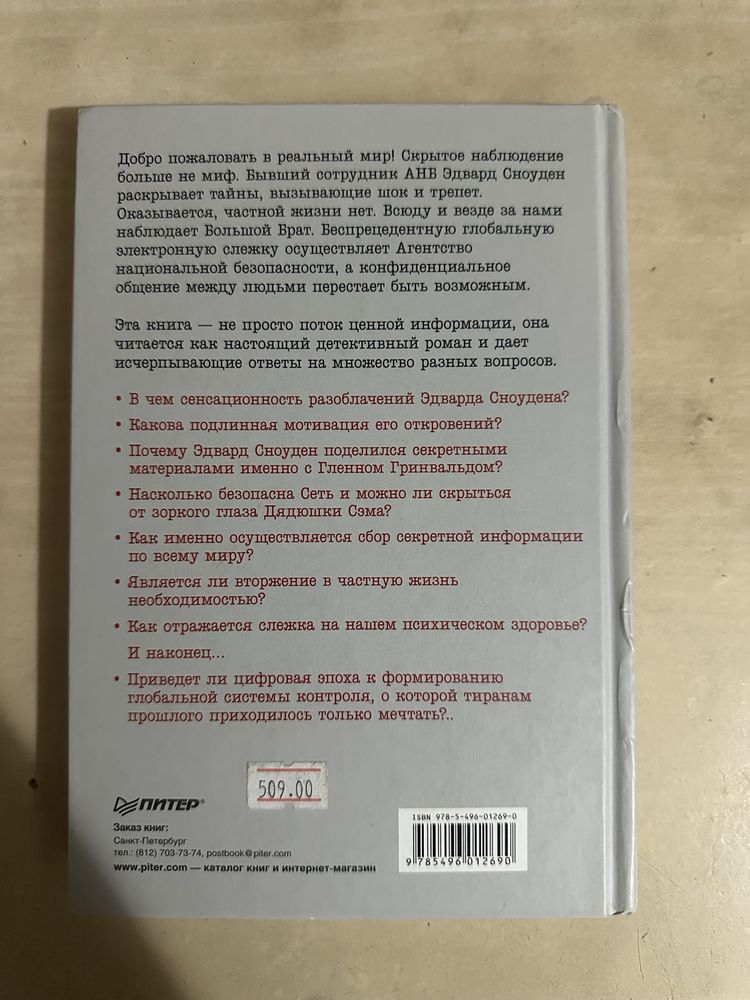 Добро пожаловать в реальный мир! Скрытое наблюдение
больше не миф. Бывший сотрудник АНБ Эдвард Сноуден
раскрывает тайны, вызывающие шок и трепет.
Оказывается, частной жизни нет. Всюду и везде за нами
наблюдает Большой Брат. Беспрецедентную глобальную
электронную слежку осуществляет Агентство
национальной безопасности, а конфиденциальное
общение между людьми перестает быть возможным.
Эта книга — не просто поток ценной информации, она
читается как настоящий детективный роман и дает
исчерпывающие ответы на множество разных вопросов.
• В чем сенсационность разоблачений Эдварда Сноудена?
• Какова подлинная мотивация его откровений?
• Почему Эдвард Сноуден поделился секретными
материалами именно с Гленном Гринвальдом?
• Насколько безопасна Сеть и можно ли скрыться
от зоркого глаза Дядюшки Сэма?
• Как именно осуществляется сбор секретной информации
по всему миру?
• Является ли вторжение в частную жизнь
необходимостью?
• Как отражается слежка на нашем психическом здоровье?
И наконец...
• Приведет ли цифровая эпоха к формированию
глобальной системы контроля, о которой тиранам
прошлого приходилось только мечтать?..
509.00
ПИТЕР®
Заказ книг:
Санкт-Петербург
тел.: (812) 703-73-74, postbook@piter.com
www.piter.com — каталог книг и интернет-магазин
ISBN 978-5-496-01269-0
9 785496 012690